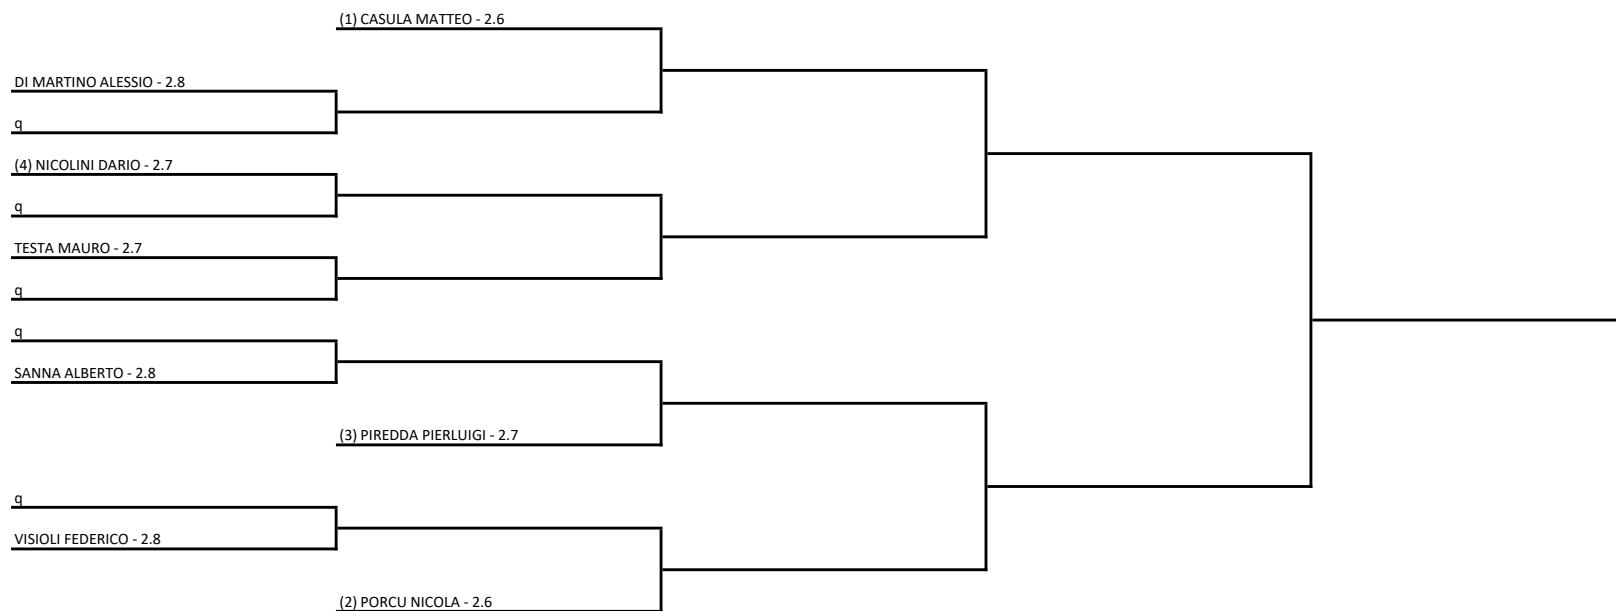 (1) CASULA MATTEO - 2.6
DI MARTINO ALESSIO - 2.8
q
(4) NICOLINI DARIO - 2.7
q
TESTA MAURO - 2.7
q
q
SANNA ALBERTO - 2.8
(3) PIREDDA PIERLUIGI - 2.7
q
VISIOLI FEDERICO - 2.8
(2) PORCU NICOLA - 2.6